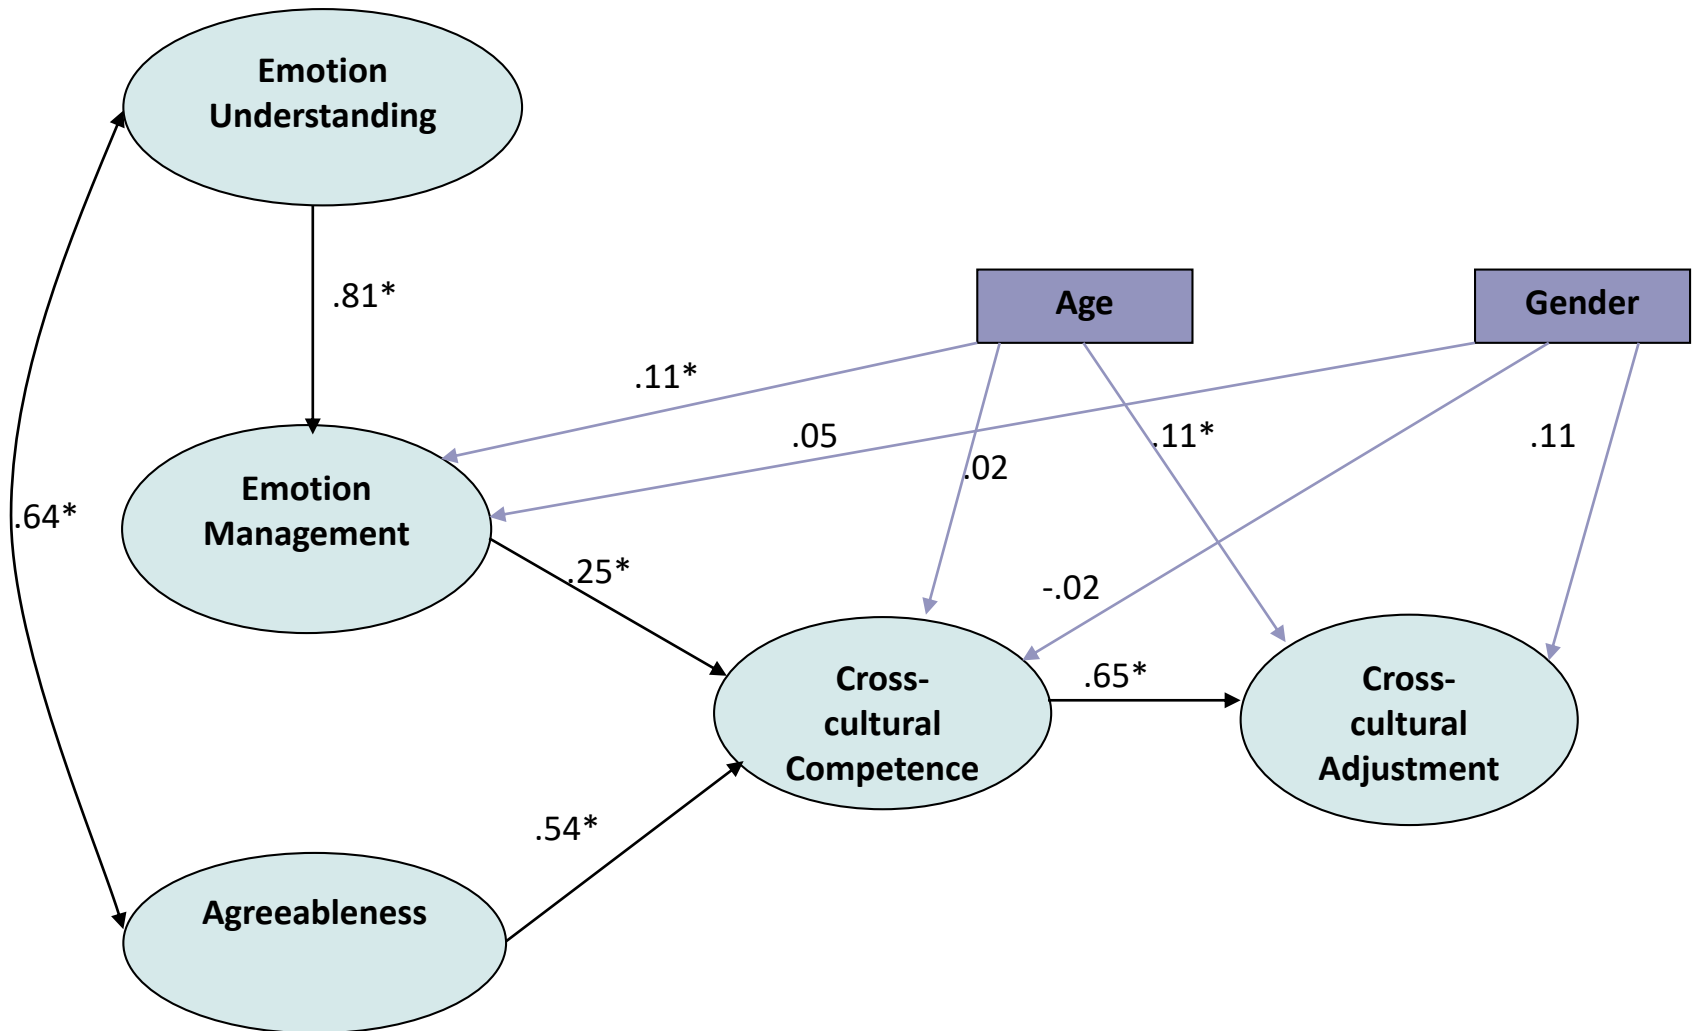 Emotion
Understanding
.81*
Age
Gender
.11*
.05
.02
.11*
.11
.64*
Emotion
Management
.25*
-.02
Cross-
cultural
Competence
.65*
Cross-
cultural
Adjustment
.54*
Agreeableness